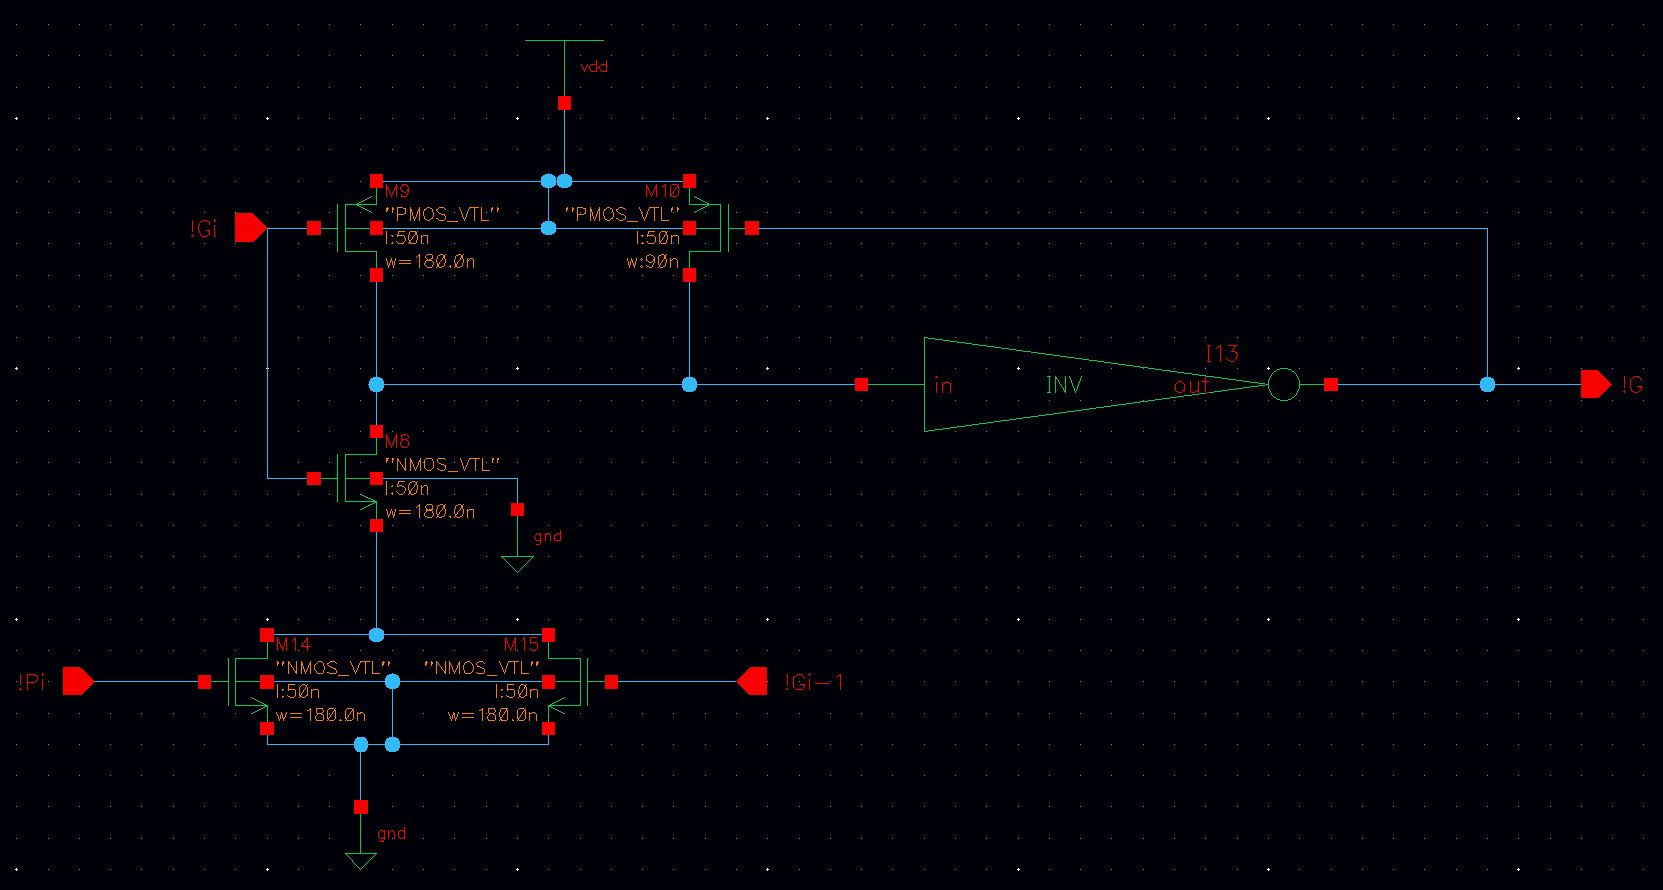 vdd
M9
M10
"PMOS_VTL"
"PMOS_VTL"
!Gi
l:50n
l:50n
w=180.0n
w:90n
I13
in
INV
out
!G
M8
"NMOS_VTL"
l:50n
w=180.0n
gnd
M14
M15
"NMOS_VTL"
"NMOS_VTL"
!Pi
!Gi-1
l:50n
l:50n
w=180.0n
w=180.0n
gnd